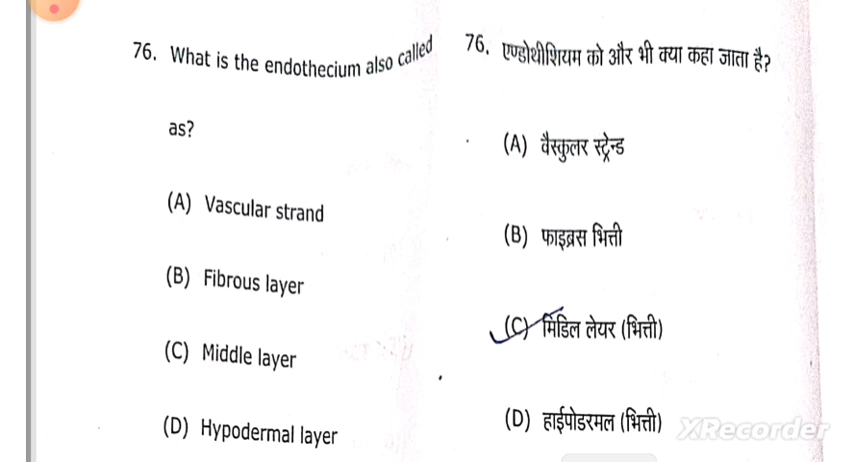 76. What is the endothecium also called
as?
(A) Vascular strand
(B) Fibrous layer
(C) Middle layer
(D) Hypodermal layer
76. एण्डोथीशियम को और भी क्या कहा जाता है?
(A) वैस्कुलर स्ट्रेन्ड
(B) फाइब्रस भित्ती
(C) मिडिल लेयर (भित्ती)
(D) हाईपोडरमल (भित्ती)
XRecorder